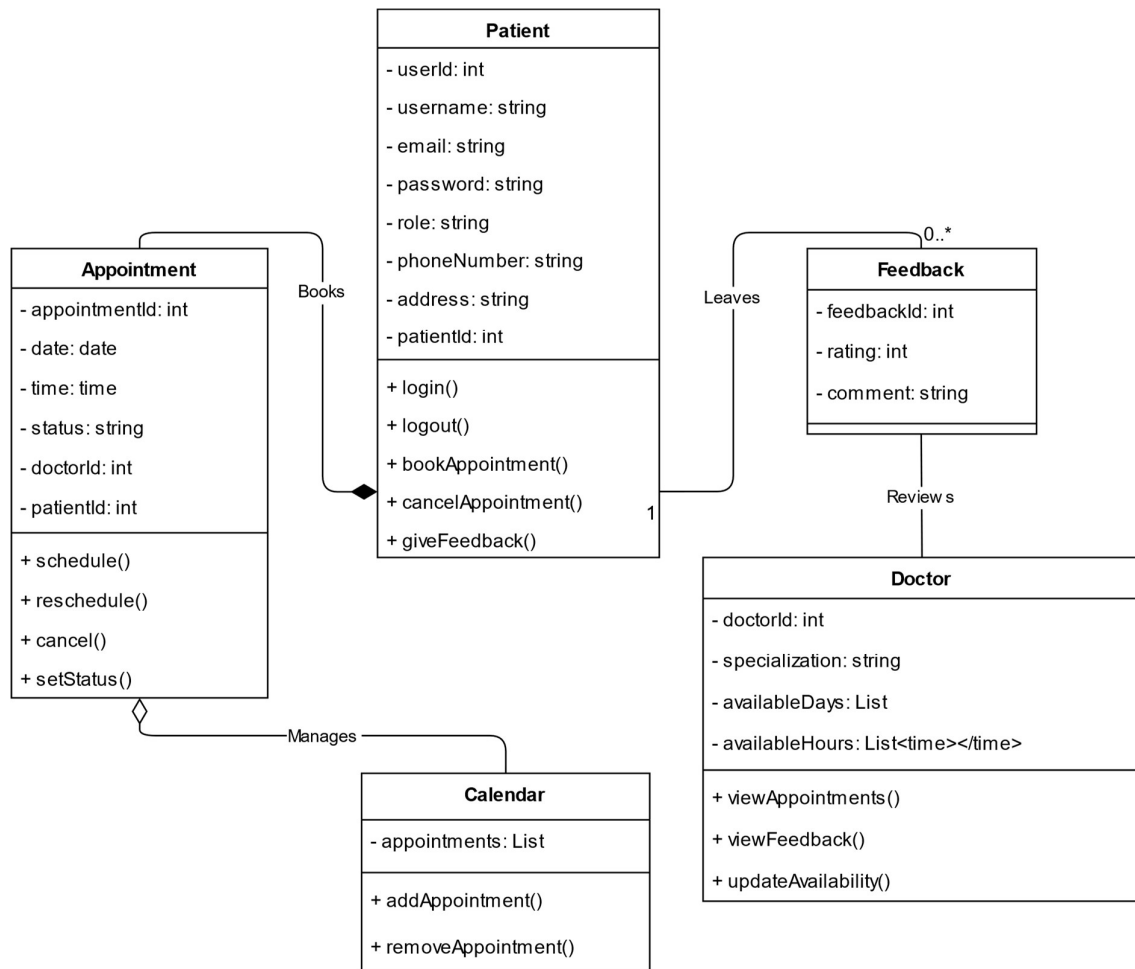 Patient
- userId: int
- username: string
- email: string
- password: string
- role: string
- phoneNumber: string
- address: string
- patientId: int
+ login()
+ logout()
+ bookAppointment()
+ cancelAppointment()
+ giveFeedback()
1
Books
Appointment
- appointmentId: int
- date: date
- time: time
- status: string
- doctorId: int
- patientId: int
+ schedule()
+ reschedule()
+ cancel()
+ setStatus()
Leaves
0..*
Feedback
- feedbackId: int
- rating: int
- comment: string
Reviews
Doctor
- doctorId: int
- specialization: string
- availableDays: List
- availableHours: List<time></time>
+ viewAppointments()
+ viewFeedback()
+ updateAvailability()
Manages
Calendar
- appointments: List
+ addAppointment()
+ removeAppointment()